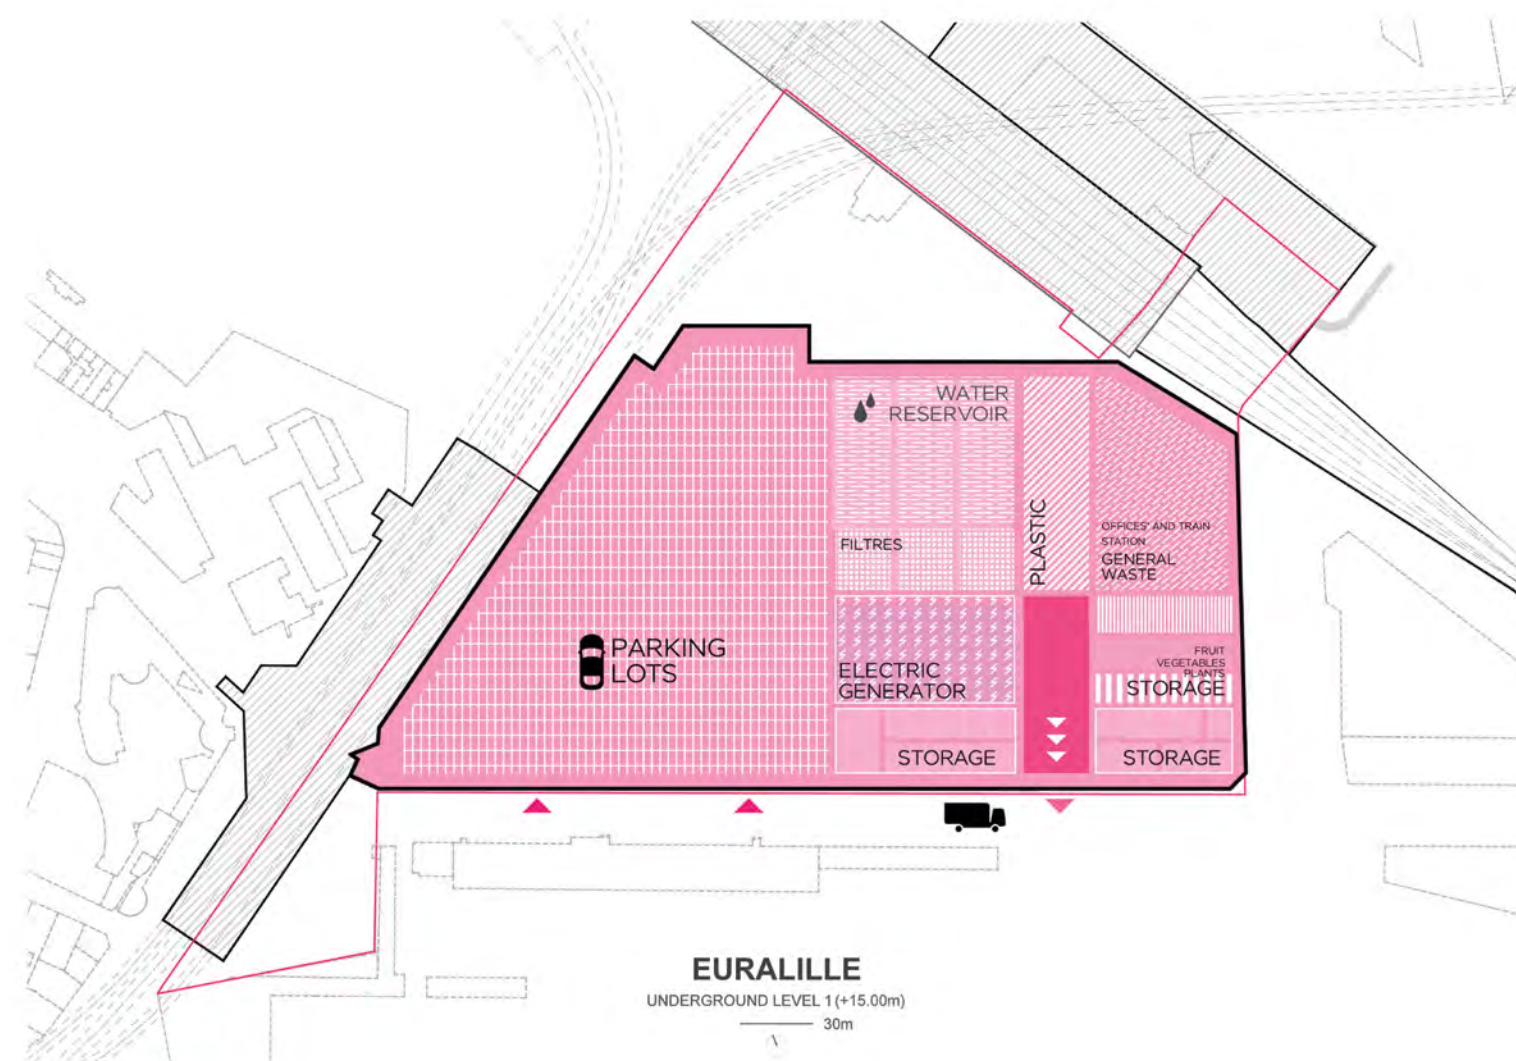 WATER
RESERVOIR
PLASTIC
OFFICES' AND TRAIN
STATION
GENERAL
WASTE
FILTRES
PARKING
LOTS
ELECTRIC
GENERATOR
FRUIT
VEGETABLES
PLANTS
STORAGE
STORAGE
STORAGE
EURALILLE
UNDERGROUND LEVEL 1 (+15.00m)
30m